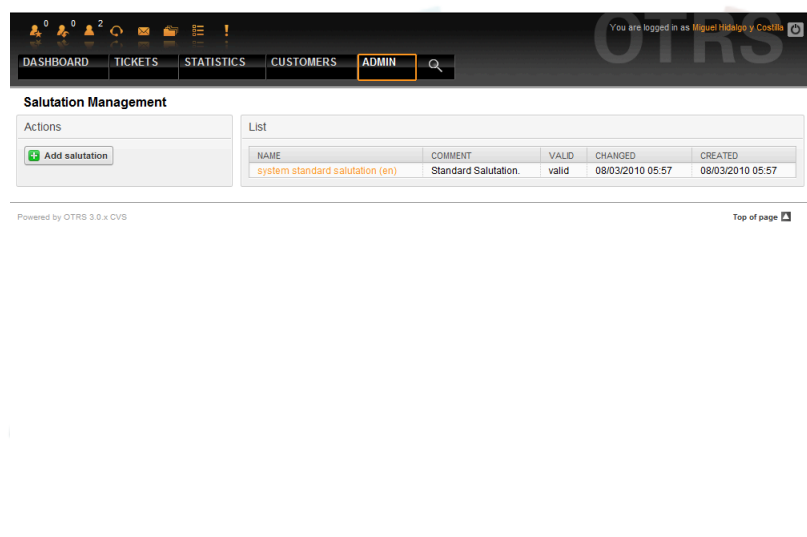 0 0 2
You are logged in as Miguel Hidalgo y Costilla
OTRS
DASHBOARD TICKETS STATISTICS CUSTOMERS ADMIN
Salutation Management
Actions
Add salutation
List
NAME COMMENT VALID CHANGED CREATED
system standard salutation (en) Standard Salutation. valid 08/03/2010 05:57 08/03/2010 05:57
Powered by OTRS 3.0.x CVS
Top of page